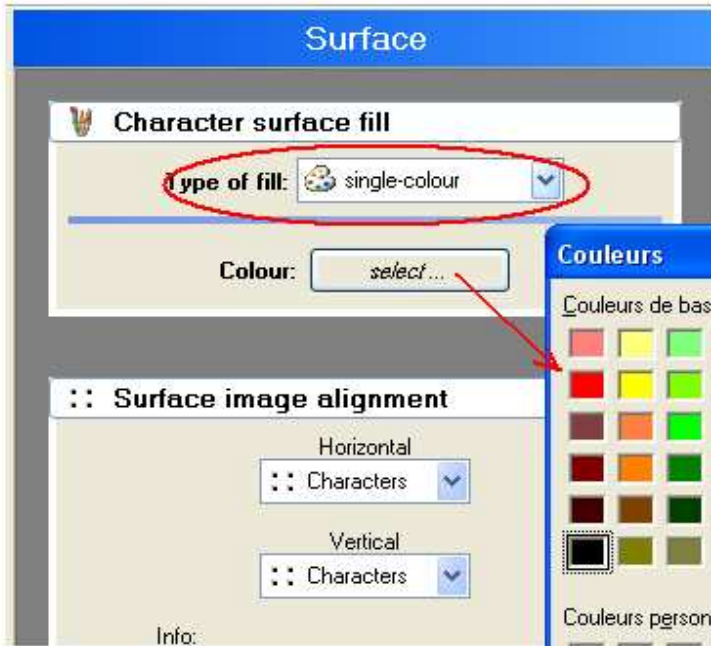 Surface
Character surface fill
Type of fill: single-colour
Colour: select ...
Couleurs
Couleurs de bas
:: Surface image alignment
Horizontal
:: Characters
Vertical
:: Characters
Couleurs person
Info: